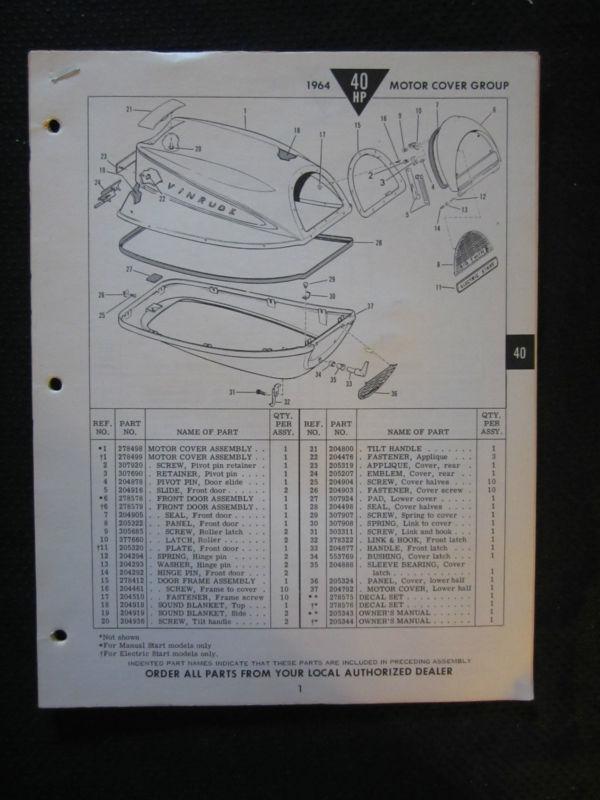 1964
40
HP
MOTOR COVER GROUP
VINRUDE
ELECTRIC START
40
REF. NO. PART NO. NAME OF PART QTY. PER ASSY.
*1 278498 MOTOR COVER ASSEMBLY . . 1
†1 278499 MOTOR COVER ASSEMBLY . . 1
2 307920 . SCREW, Pivot pin retainer . 1
3 307690 . RETAINER, Pivot pin . . . . 1
4 204878 . PIVOT PIN, Door slide . . . 1
5 204916 . SLIDE, Front door . . . . . 2
*6 278578 . FRONT DOOR ASSEMBLY . 1
†6 278579 . FRONT DOOR ASSEMBLY . 1
7 204905 . . SEAL, Front door . . . . . 1
8 205322 . . PANEL, Front door . . . . 1
9 205685 . . SCREW, Roller latch . . . 2
10 377660 . . LATCH, Roller . . . . . . 1
†11 205320 . . PLATE, Front door . . . . 1
12 204294 . SPRING, Hinge pin . . . . . 2
13 204293 . WASHER, Hinge pin . . . . . 2
14 204292 . HINGE PIN, Front door . . . 2
15 278412 . DOOR FRAME ASSEMBLY . 1
16 204461 . . SCREW, Frame to cover . 10
17 204510 . . FASTENER, Frame screw 10
18 204918 . SOUND BLANKET, Top . . . 1
19 204919 . SOUND BLANKET, Side . . 2
20 204936 . SCREW, Tilt handle . . . . . 2
REF. NO. PART NO. NAME OF PART QTY. PER ASSY.
21 204800 . TILT HANDLE . . . . . . . . 1
22 204476 . FASTENER, Applique . . . . 3
23 205319 . APPLIQUE, Cover, rear . . 1
24 205207 . EMBLEM, Cover, rear . . . 1
25 204904 SCREW, Cover halves . . . . 10
26 204903 FASTENER, Cover screw . . 10
27 307924 PAD, Lower cover . . . . . . 1
28 204498 SEAL, Cover halves . . . . . 1
29 307907 SCREW, Spring to cover . . . 1
30 307908 SPRING, Link to cover . . . . 1
31 303311 SCREW, Link and hook . . . . 1
32 378322 LINK & HOOK, Front latch . . 1
33 204877 HANDLE, Front latch . . . . . 1
34 553769 BUSHING, Cover latch . . . . 1
35 204888 SLEEVE BEARING, Cover
latch . . . . . . . . . . . . 1
36 205324 PANEL, Cover, lower half 1
37 204792 MOTOR COVER, Lower half 1
** 278575 DECAL SET . . . . . . . . . . 1
†* 278576 DECAL SET . . . . . . . . . . 1
** 205343 OWNER'S MANUAL . . . . . . 1
†* 205344 OWNER'S MANUAL . . . . . . 1
*Not shown
*For Manual Start models only
†For Electric Start models only.
INDENTED PART NAMES INDICATE THAT THESE PARTS ARE INCLUDED IN PRECEDING ASSEMBLY
ORDER ALL PARTS FROM YOUR LOCAL AUTHORIZED DEALER
1